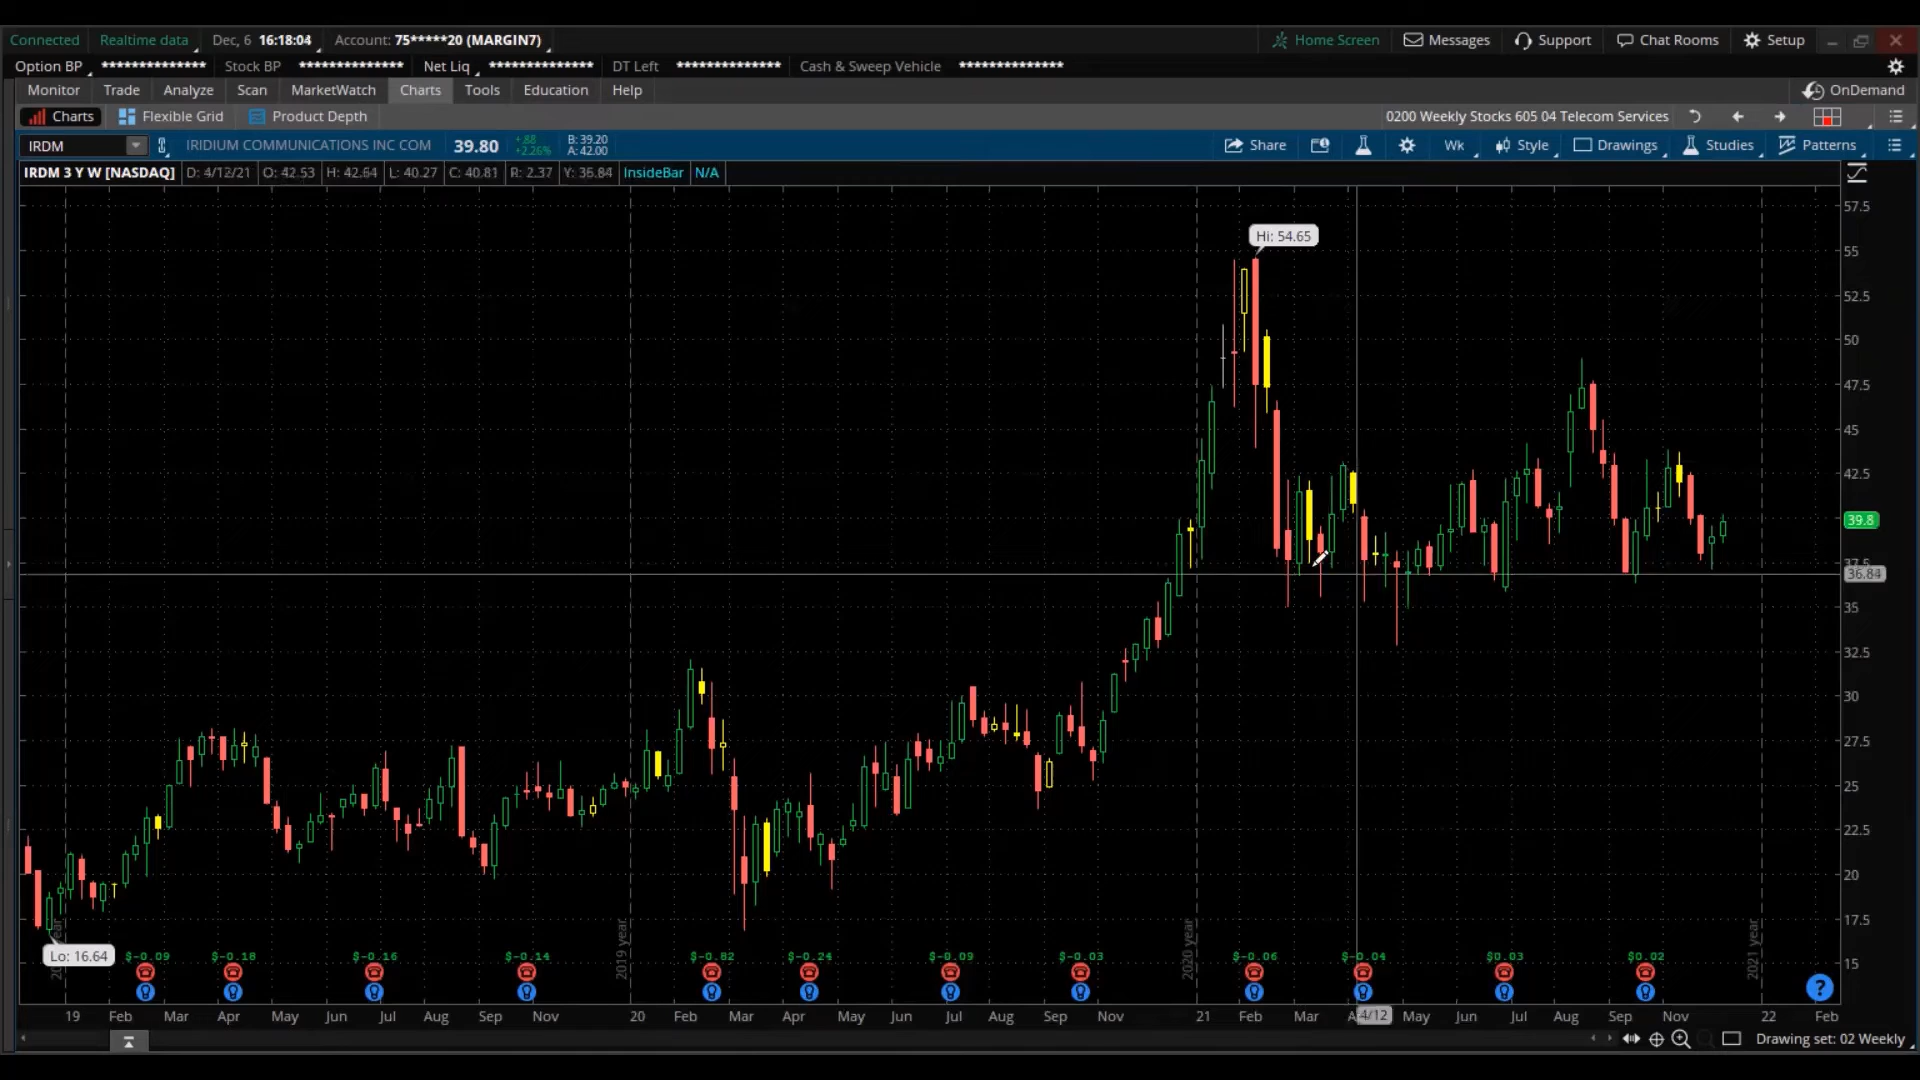 Connected Realtime data Dec, 6 16:18:04 Account: 75*****20 (MARGIN7) Home Screen Messages Support Chat Rooms Setup
Option BP ************** Stock BP ************** Net Liq ************** DT Left ************** Cash & Sweep Vehicle **************
Monitor Trade Analyze Scan MarketWatch Charts Tools Education Help OnDemand
Charts Flexible Grid Product Depth 0200 Weekly Stocks 605 04 Telecom Services
IRDM IRIDIUM COMMUNICATIONS INC COM 39.80 +.88 +2.26% B: 39.20 A: 42.00 Share Wk Style Drawings Studies Patterns
IRDM 3 Y W [NASDAQ] D: 4/12/21 O: 42.53 H: 42.64 L: 40.27 C: 40.81 R: 2.37 Y: 36.84 InsideBar N/A
57.5
Hi: 54.65
55
52.5
50
47.5
45
42.5
39.8
36.84
35
32.5
30
27.5
25
22.5
20
17.5
2019 year 2020 year 2021 year
Lo: 16.64 $-0.09 $-0.18 $-0.16 $-0.14 $-0.82 $-0.24 $-0.09 $-0.03 $-0.06 $-0.04 $0.03 $0.02
15
?
19 Feb Mar Apr May Jun Jul Aug Sep Nov 20 Feb Mar Apr May Jun Jul Aug Sep Nov 21 Feb Mar 4/12 May Jun Jul Aug Sep Nov 22 Feb
Drawing set: 02 Weekly